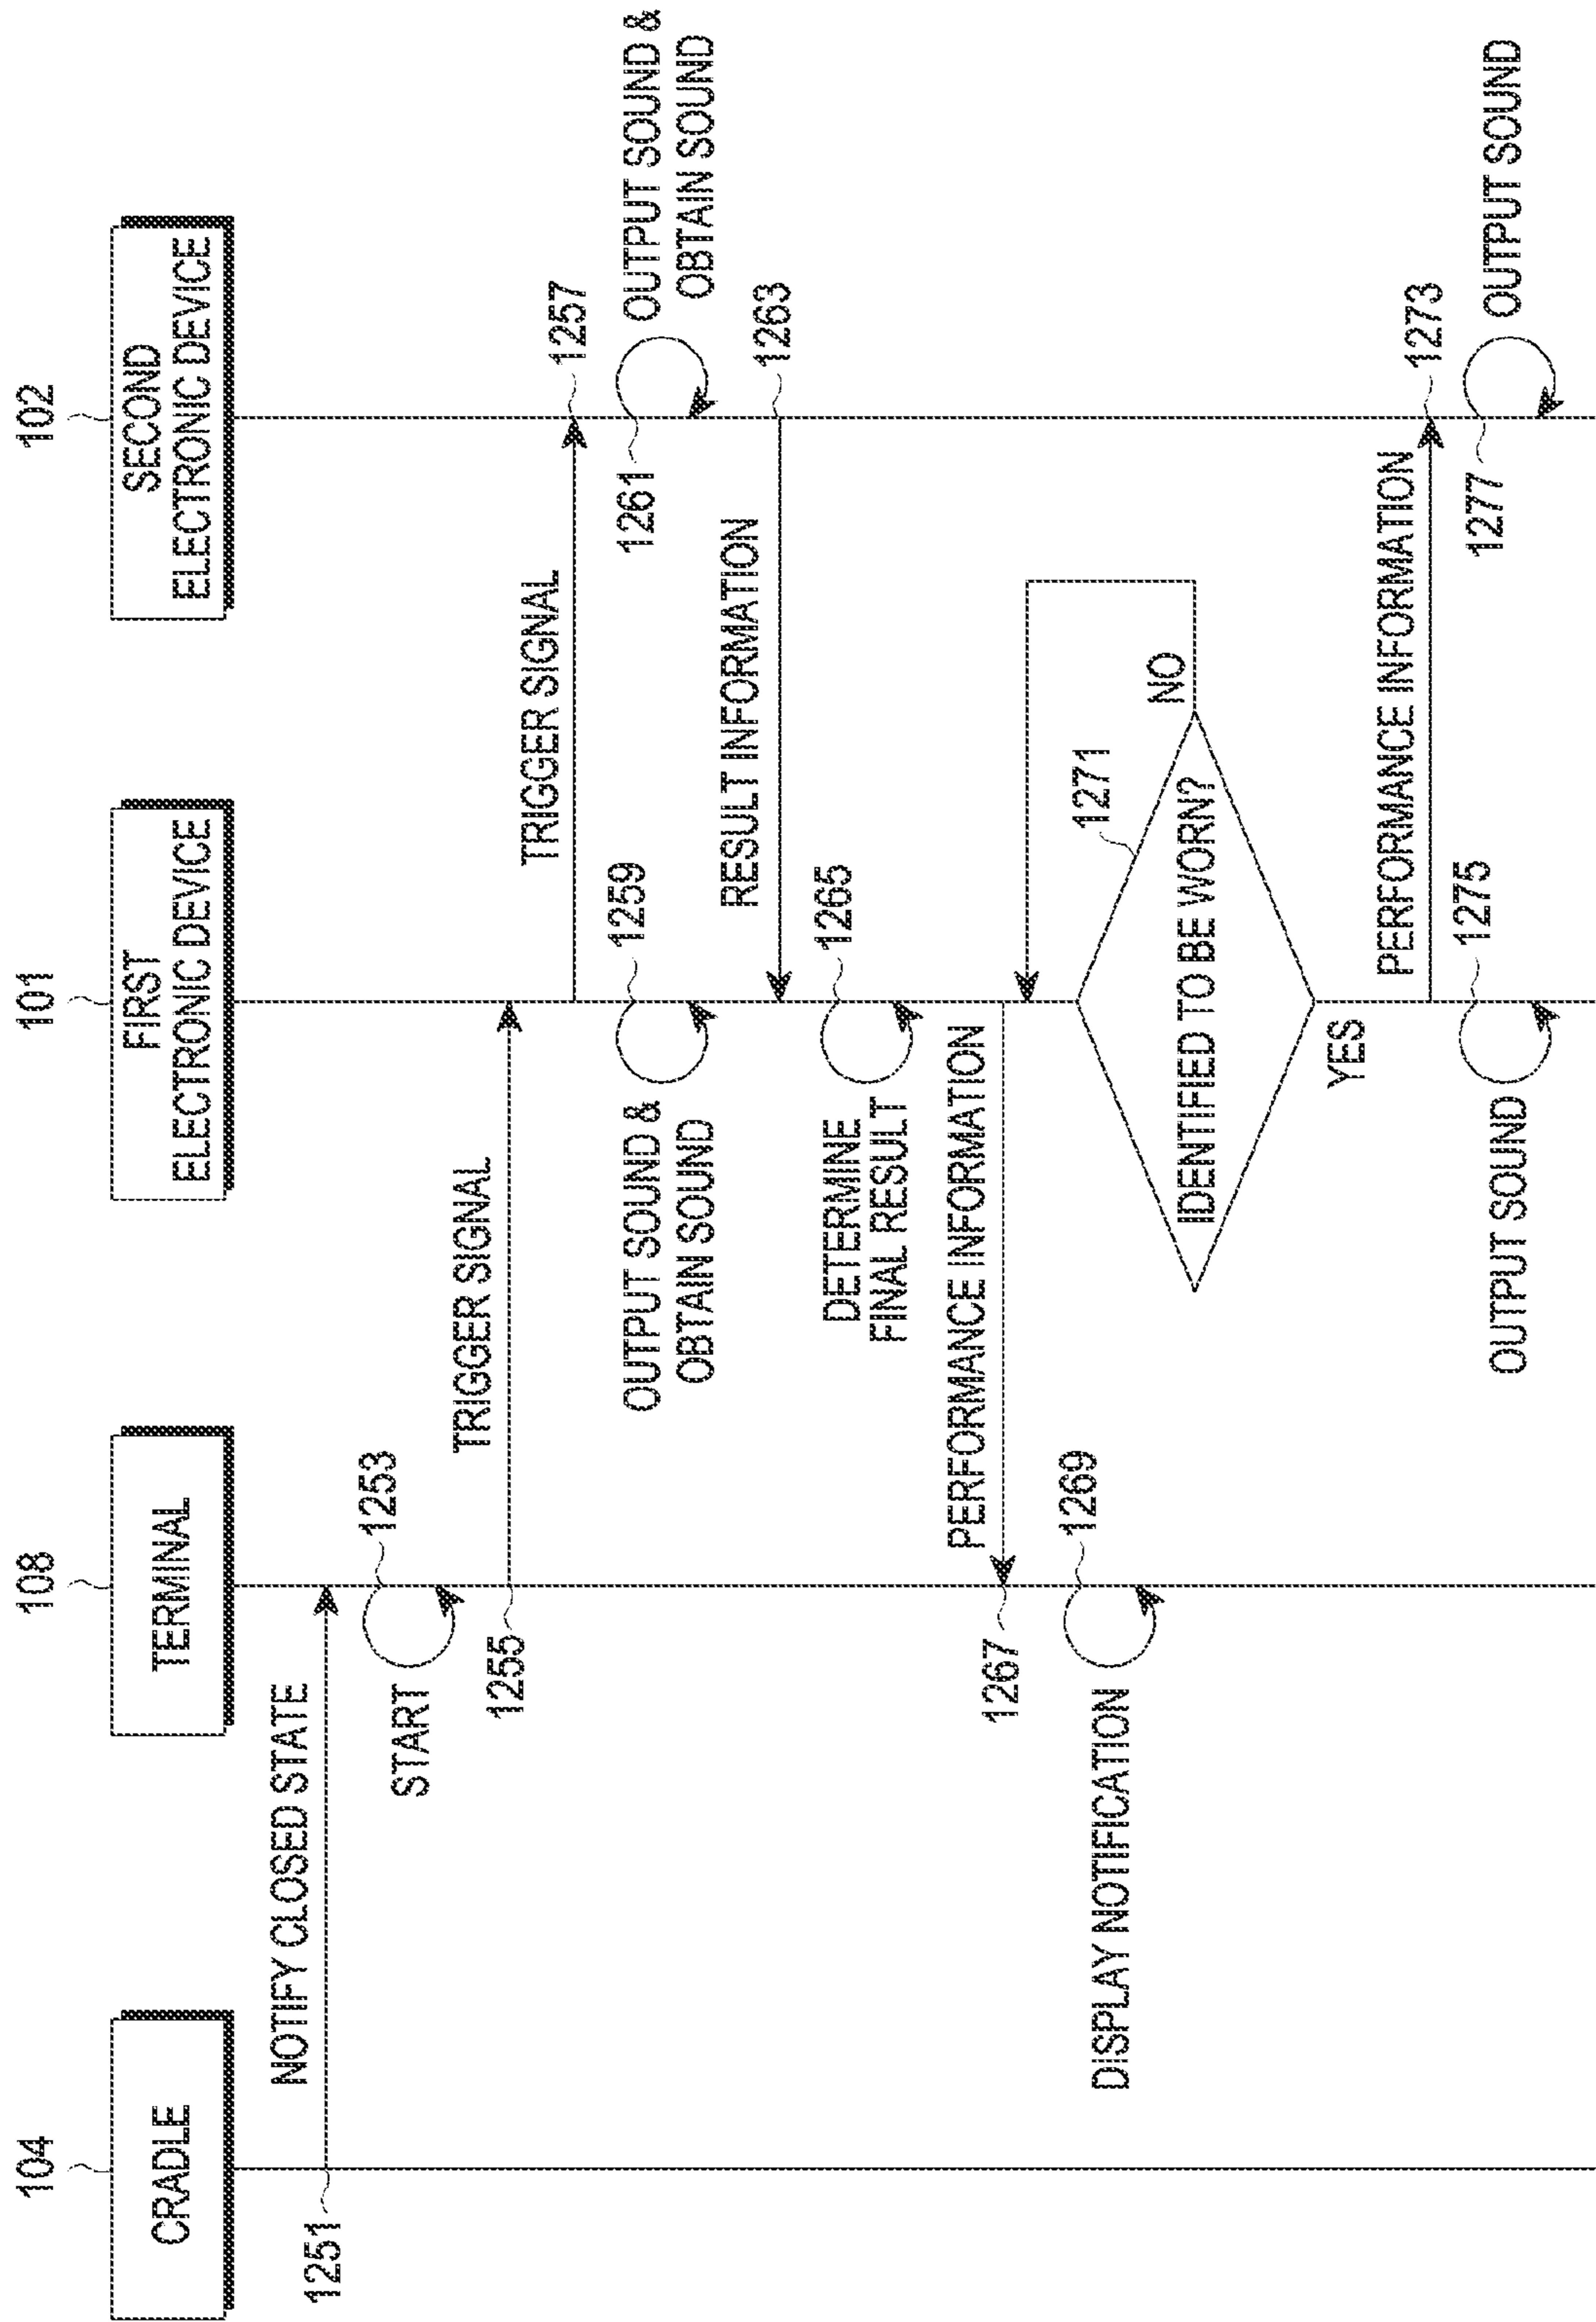 104
108
101
102
CRADLE
TERMINAL
FIRST
ELECTRONIC DEVICE
SECOND
ELECTRONIC DEVICE
1251
NOTIFY CLOSED STATE
1253
START
1255
TRIGGER SIGNAL
TRIGGER SIGNAL
1257
1259
OUTPUT SOUND &
OBTAIN SOUND
1261
OUTPUT SOUND &
OBTAIN SOUND
RESULT INFORMATION
1263
1265
DETERMINE
FINAL RESULT
1267
PERFORMANCE INFORMATION
1269
DISPLAY NOTIFICATION
1271
IDENTIFIED TO BE WORN?
NO
YES
PERFORMANCE INFORMATION
1273
1275
OUTPUT SOUND
1277
OUTPUT SOUND